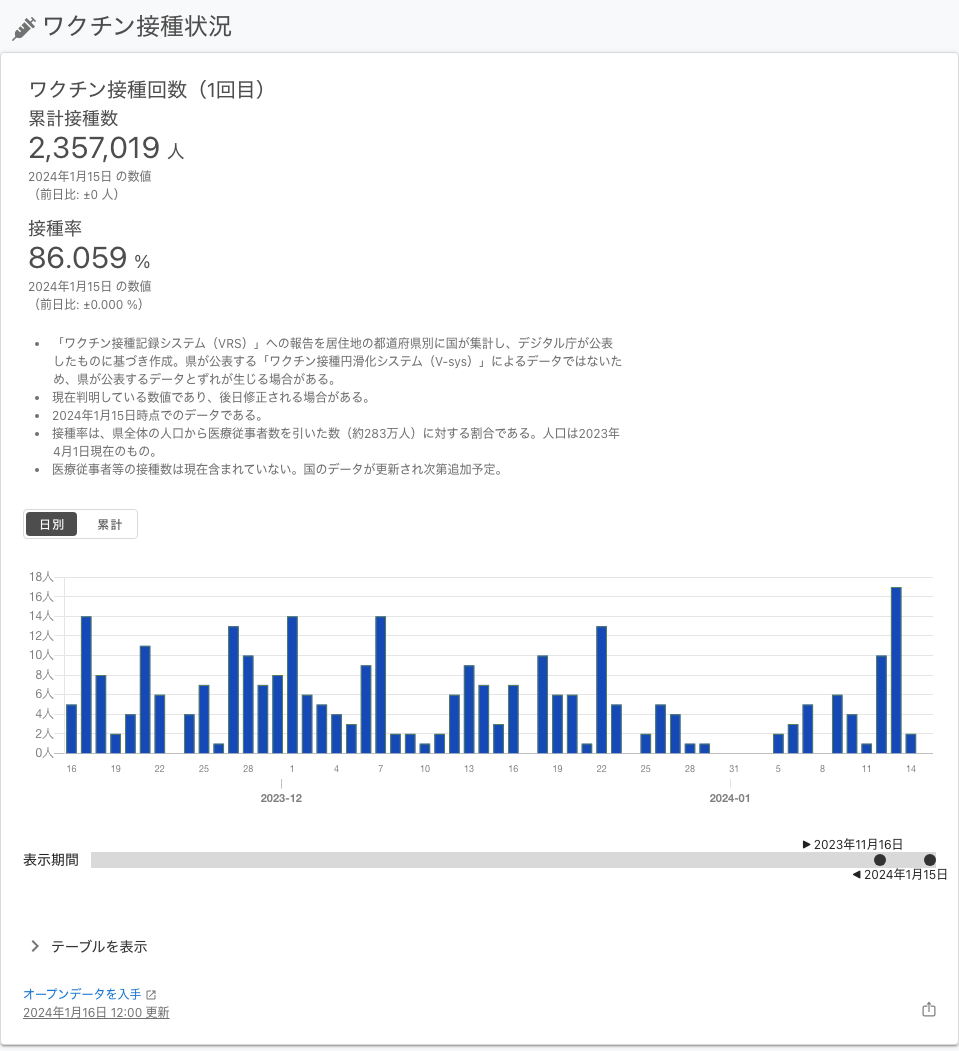 ワクチン接種状況
ワクチン接種回数（1回目）
累計接種数
2,357,019 人
2024年1月15日 の数値
（前日比: ±0 人）
接種率
86.059 %
2024年1月15日 の数値
（前日比: ±0.000 %）
• 「ワクチン接種記録システム（VRS）」への報告を居住地の都道府県別に国が集計し、デジタル庁が公表
したものに基づき作成。県が公表する「ワクチン接種円滑化システム（V-sys）」によるデータではないた
め、県が公表するデータとずれが生じる場合がある。
• 現在判明している数値であり、後日修正される場合がある。
• 2024年1月15日時点でのデータである。
• 接種率は、県全体の人口から医療従事者数を引いた数（約283万人）に対する割合である。人口は2023年
4月1日現在のもの。
• 医療従事者等の接種数は現在含まれていない。国のデータが更新され次第追加予定。
日別 累計
18人
16人
14人
12人
10人
8人
6人
4人
2人
0人
16 19 22 25 28 1 4 7 10 13 16 19 22 25 28 31 5 8 11 14
2023-12 2024-01
▶ 2023年11月16日
表示期間
◀ 2024年1月15日
テーブルを表示
オープンデータを入手
2024年1月16日 12:00 更新